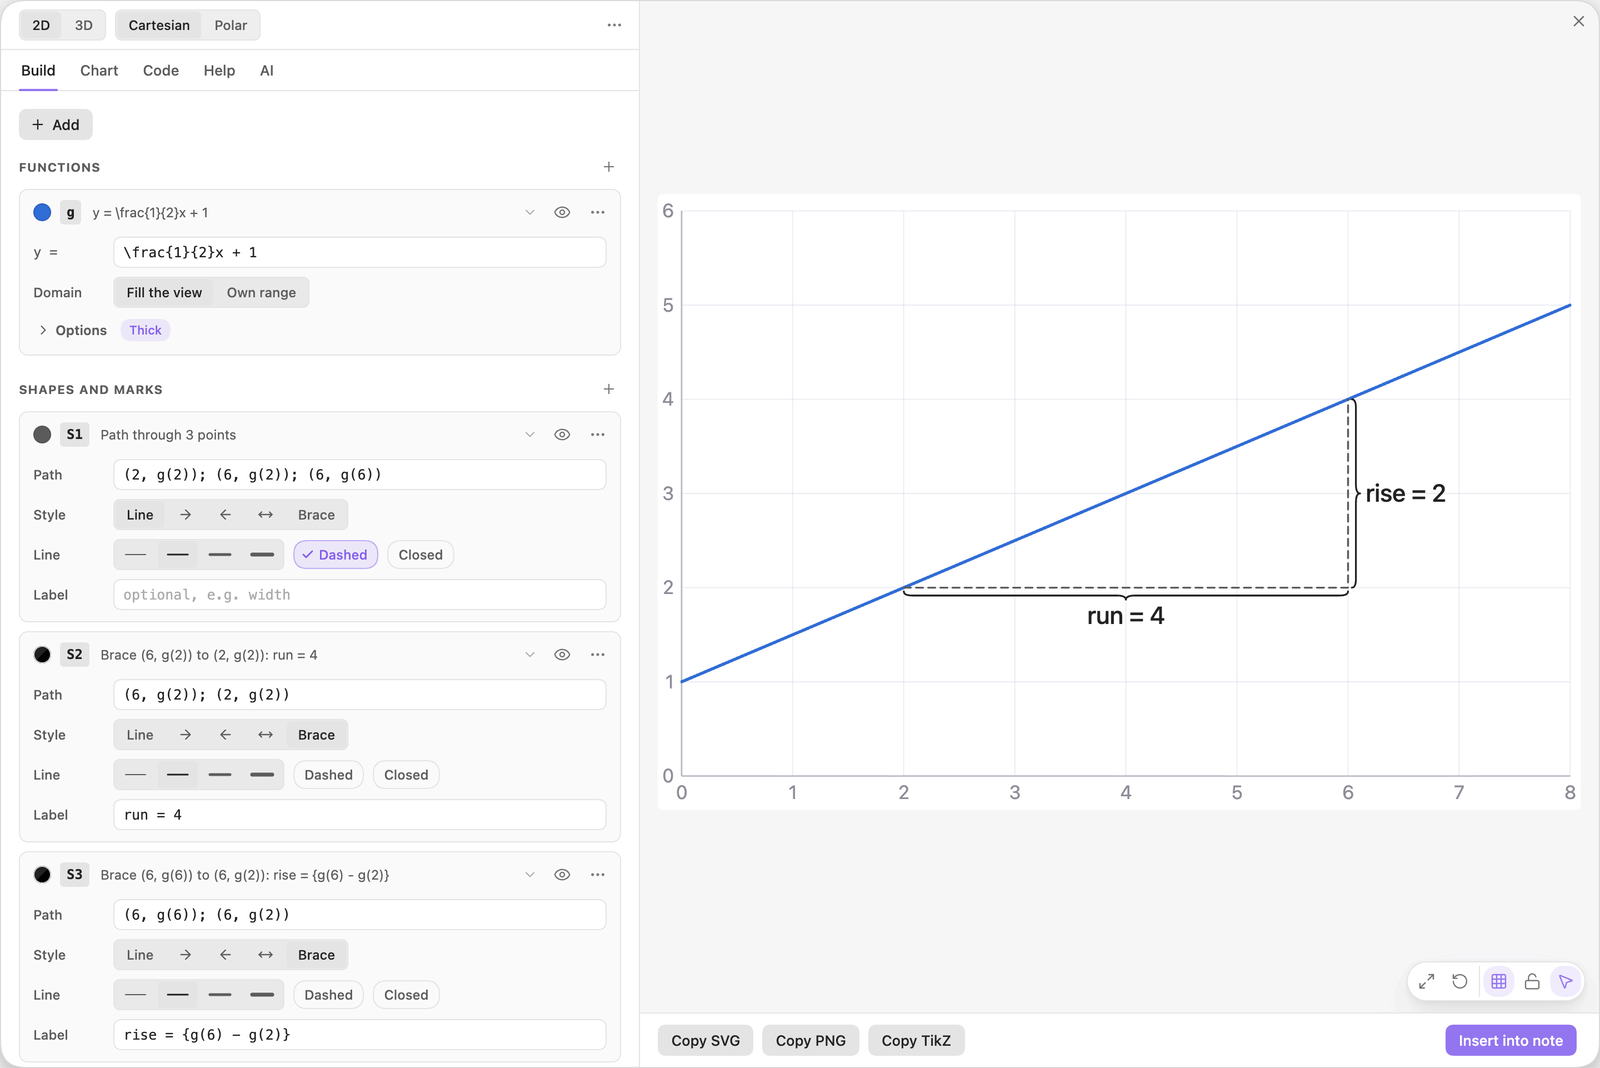 2D 3D Cartesian Polar
Build Chart Code Help AI
+ Add
FUNCTIONS
g y = \frac{1}{2}x + 1
y = \frac{1}{2}x + 1
Domain Fill the view Own range
Options Thick
SHAPES AND MARKS
S1 Path through 3 points
Path (2, g(2)); (6, g(2)); (6, g(6))
Style Line → ← ↔ Brace
Line Dashed Closed
Label optional, e.g. width
S2 Brace (6, g(2)) to (2, g(2)): run = 4
Path (6, g(2)); (2, g(2))
Style Line → ← ↔ Brace
Line Dashed Closed
Label run = 4
S3 Brace (6, g(6)) to (6, g(2)): rise = {g(6) - g(2)}
Path (6, g(6)); (6, g(2))
Style Line → ← ↔ Brace
Line Dashed Closed
Label rise = {g(6) - g(2)}
6
5
4
3
2
1
0
rise = 2
run = 4
0 1 2 3 4 5 6 7 8
Copy SVG Copy PNG Copy TikZ Insert into note